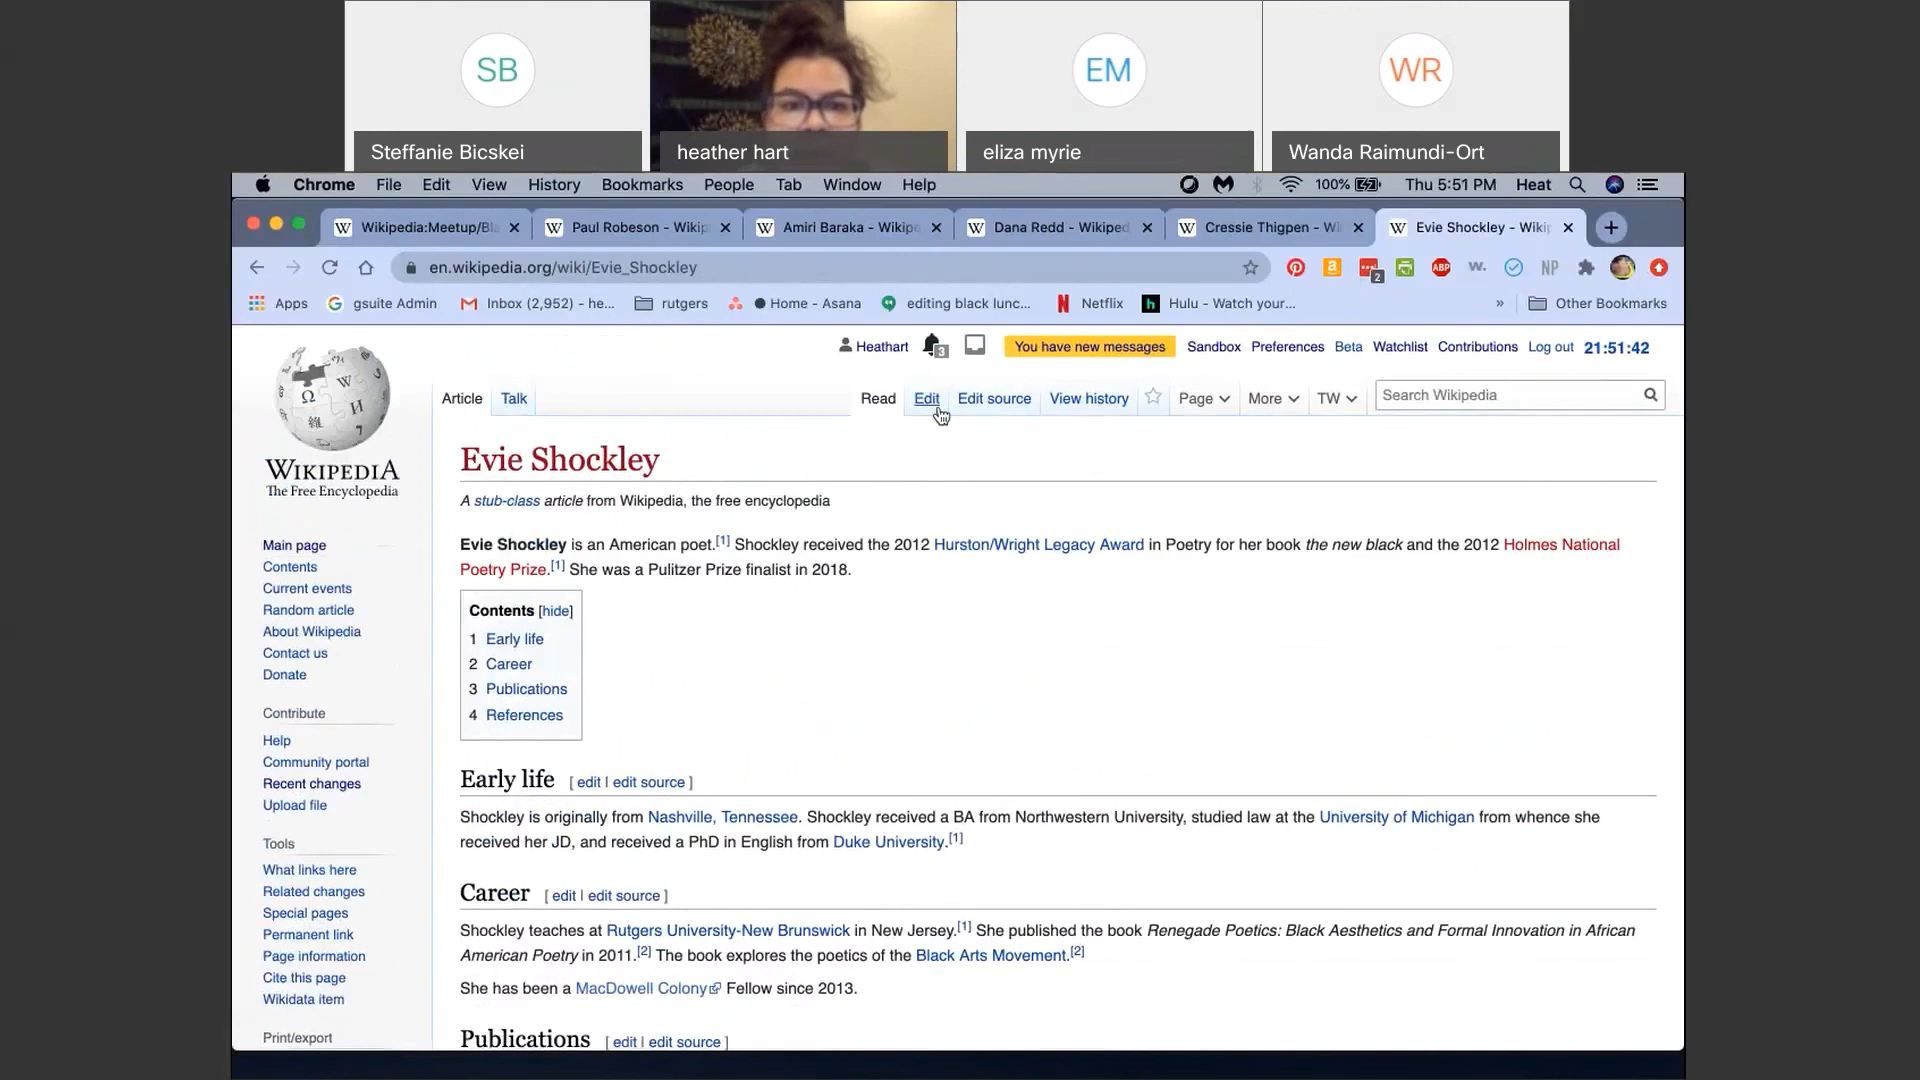 SB
EM
WR
Steffanie Bicskei
heather hart
eliza myrie
Wanda Raimundi-Ort
Chrome File Edit View History Bookmarks People Tab Window Help 100% Thu 5:51 PM Heat
Wikipedia:Meetup/Bla
Paul Robeson - Wikip
Amiri Baraka - Wikipe
Dana Redd - Wikiped
Cressie Thigpen - Wi
Evie Shockley - Wikip
en.wikipedia.org/wiki/Evie_Shockley
2
ABP
w.
NP
Apps gsuite Admin Inbox (2,952) - he... rutgers Home - Asana editing black lunc... Netflix Hulu - Watch your... » Other Bookmarks
Heathart 3 You have new messages Sandbox Preferences Beta Watchlist Contributions Log out 21:51:42
Article Talk Read Edit Edit source View history Page More TW Search Wikipedia
WIKIPEDIA
The Free Encyclopedia
Main page
Contents
Current events
Random article
About Wikipedia
Contact us
Donate
Contribute
Help
Community portal
Recent changes
Upload file
Tools
What links here
Related changes
Special pages
Permanent link
Page information
Cite this page
Wikidata item
Print/export
Evie Shockley
A stub-class article from Wikipedia, the free encyclopedia
Evie Shockley is an American poet.[1] Shockley received the 2012 Hurston/Wright Legacy Award in Poetry for her book the new black and the 2012 Holmes National
Poetry Prize.[1] She was a Pulitzer Prize finalist in 2018.
Contents [hide]
1 Early life
2 Career
3 Publications
4 References
Early life [ edit | edit source ]
Shockley is originally from Nashville, Tennessee. Shockley received a BA from Northwestern University, studied law at the University of Michigan from whence she
received her JD, and received a PhD in English from Duke University.[1]
Career [ edit | edit source ]
Shockley teaches at Rutgers University-New Brunswick in New Jersey.[1] She published the book Renegade Poetics: Black Aesthetics and Formal Innovation in African
American Poetry in 2011.[2] The book explores the poetics of the Black Arts Movement.[2]
She has been a MacDowell Colony Fellow since 2013.
Publications [ edit | edit source ]